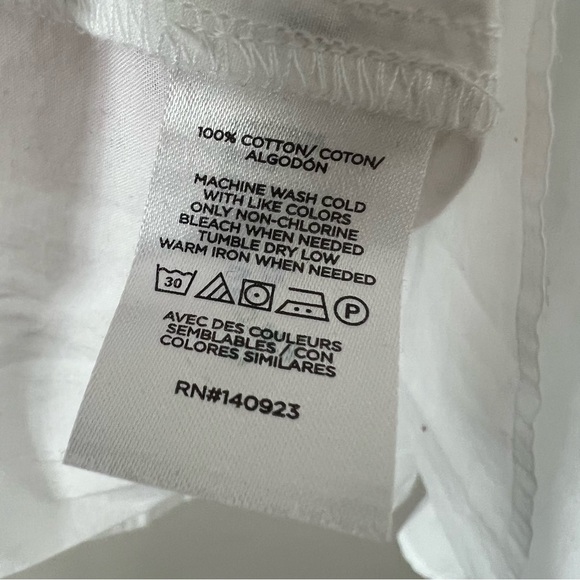 100% COTTON/ COTON/
ALGODÓN
MACHINE WASH COLD
WITH LIKE COLORS
ONLY NON-CHLORINE
BLEACH WHEN NEEDED
TUMBLE DRY LOW
WARM IRON WHEN NEEDED
30 P
AVEC DES COULEURS
SEMBLABLES/CON
COLORES SIMILARES
RN#140923